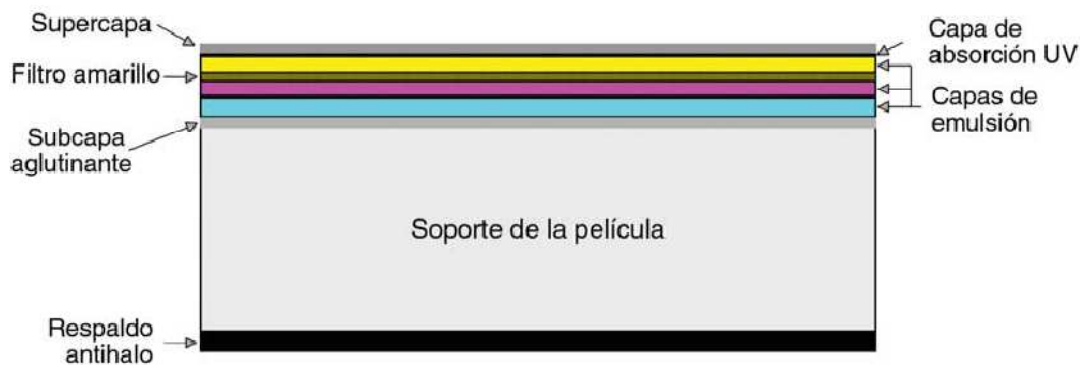 Supercapa
Filtro amarillo
Subcapa
aglutinante
Respaldo
antihalo
Soporte de la película
Capa de
absorción UV
Capas de
emulsión